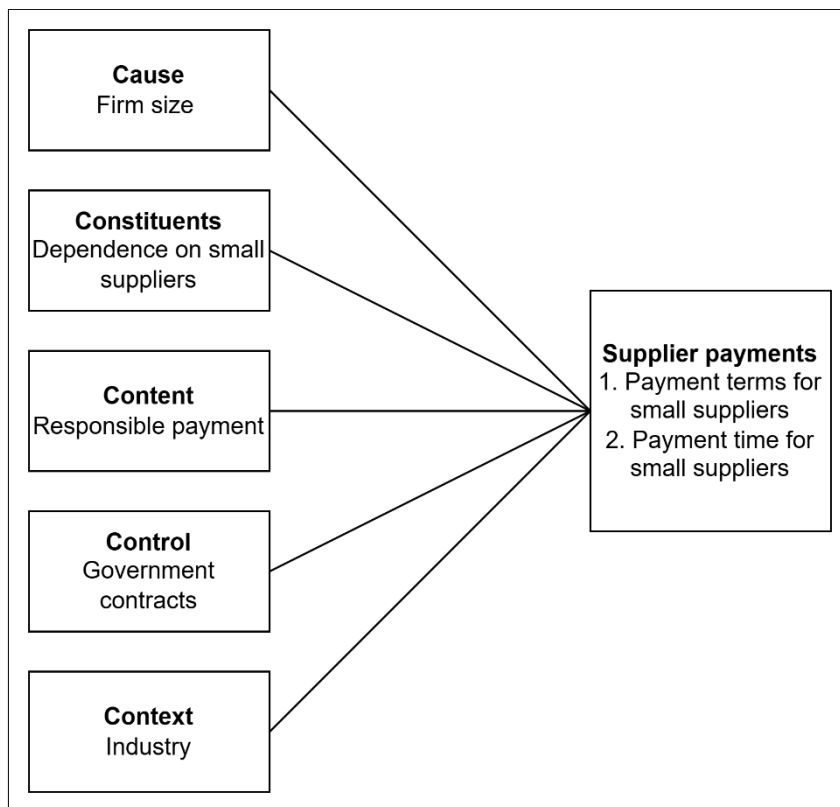 Cause
Firm size
Constituents
Dependence on small
suppliers
Content
Responsible payment
Control
Government
contracts
Context
Industry
Supplier payments
1. Payment terms for
small suppliers
2. Payment time for
small suppliers